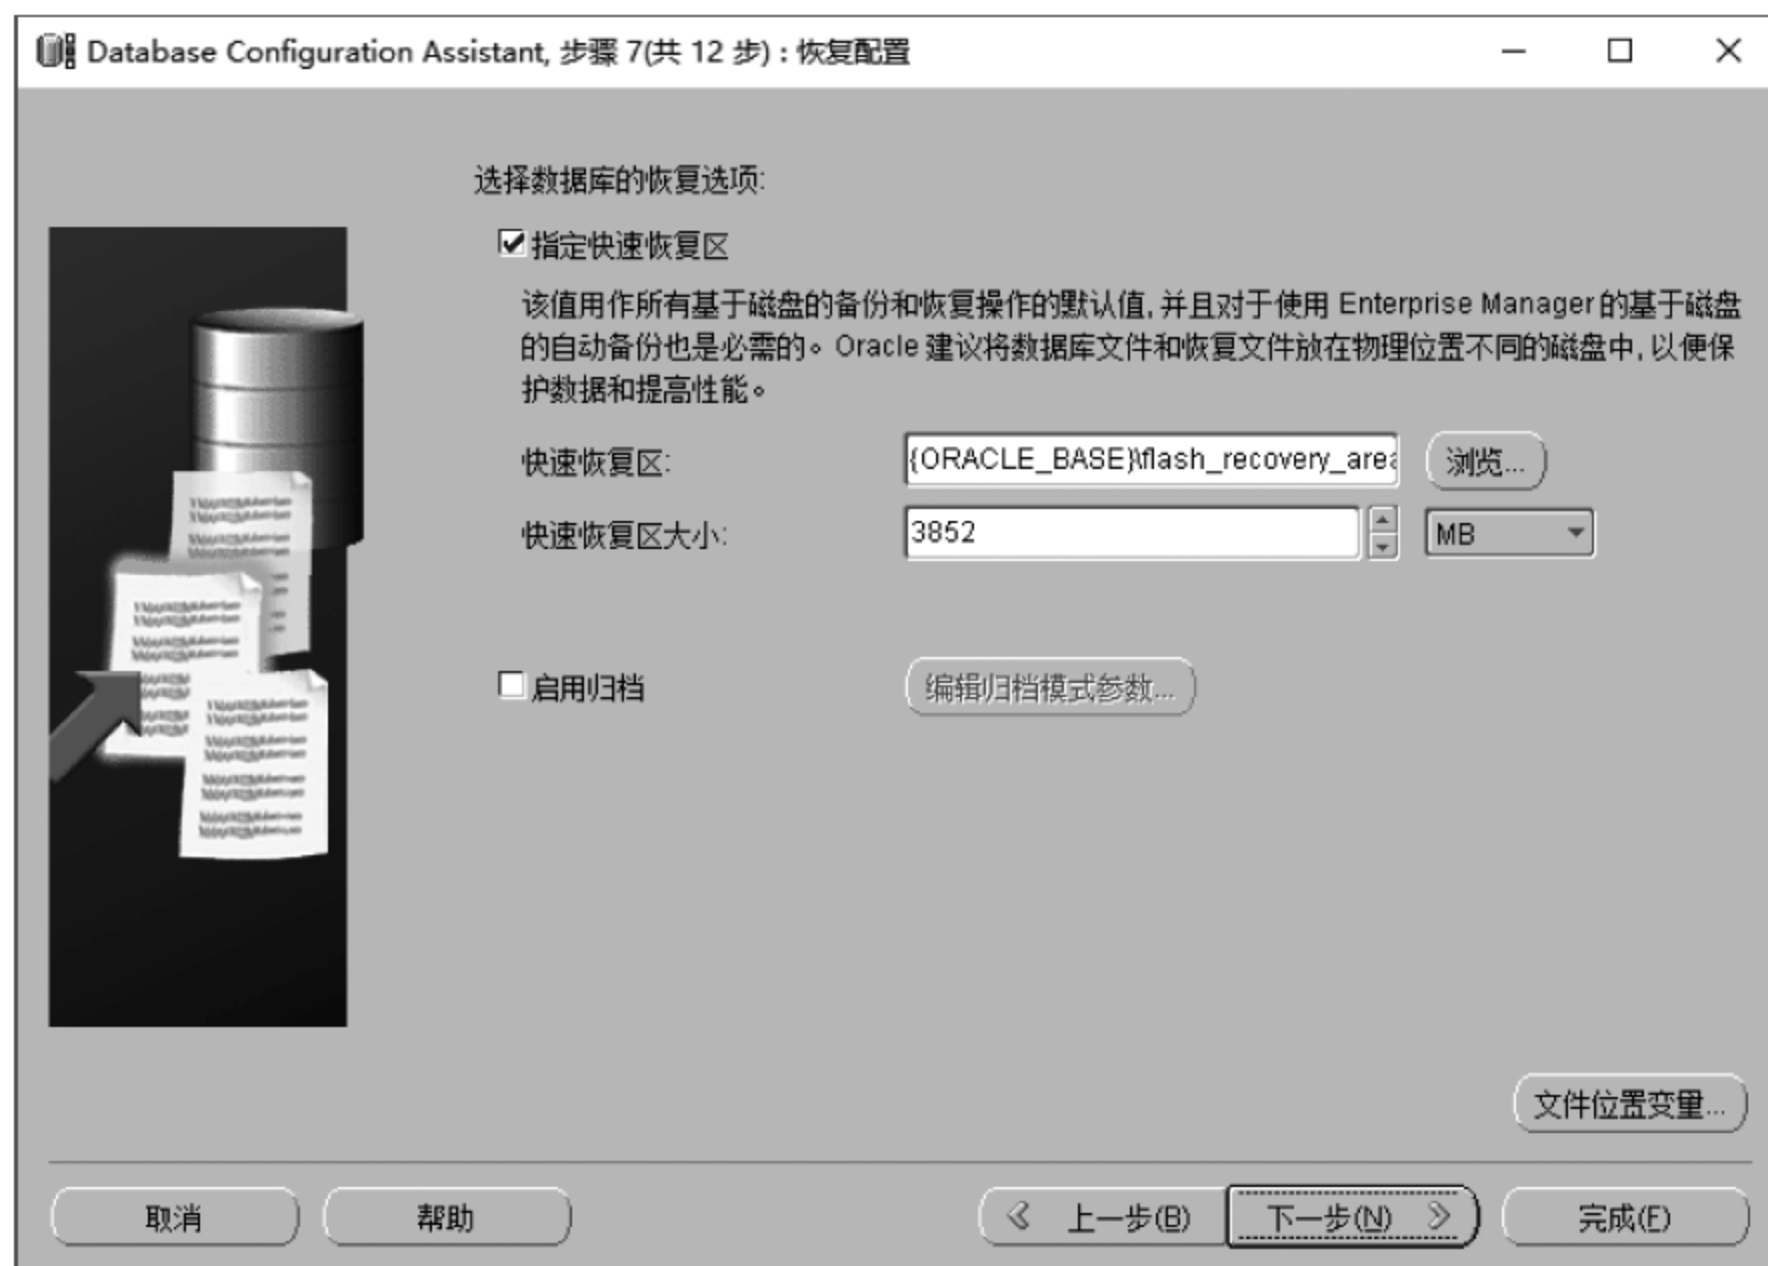 Database Configuration Assistant, 步骤 7(共 12 步) : 恢复配置
选择数据库的恢复选项:
指定快速恢复区
该值用作所有基于磁盘的备份和恢复操作的默认值, 并且对于使用 Enterprise Manager 的基于磁盘
的自动备份也是必需的。Oracle 建议将数据库文件和恢复文件放在物理位置不同的磁盘中, 以便保
护数据和提高性能。
快速恢复区: {ORACLE_BASE}\flash_recovery_area 浏览...
快速恢复区大小: 3852 MB
启用归档 编辑归档模式参数...
文件位置变量...
取消 帮助 上一步(B) 下一步(N) 完成(F)